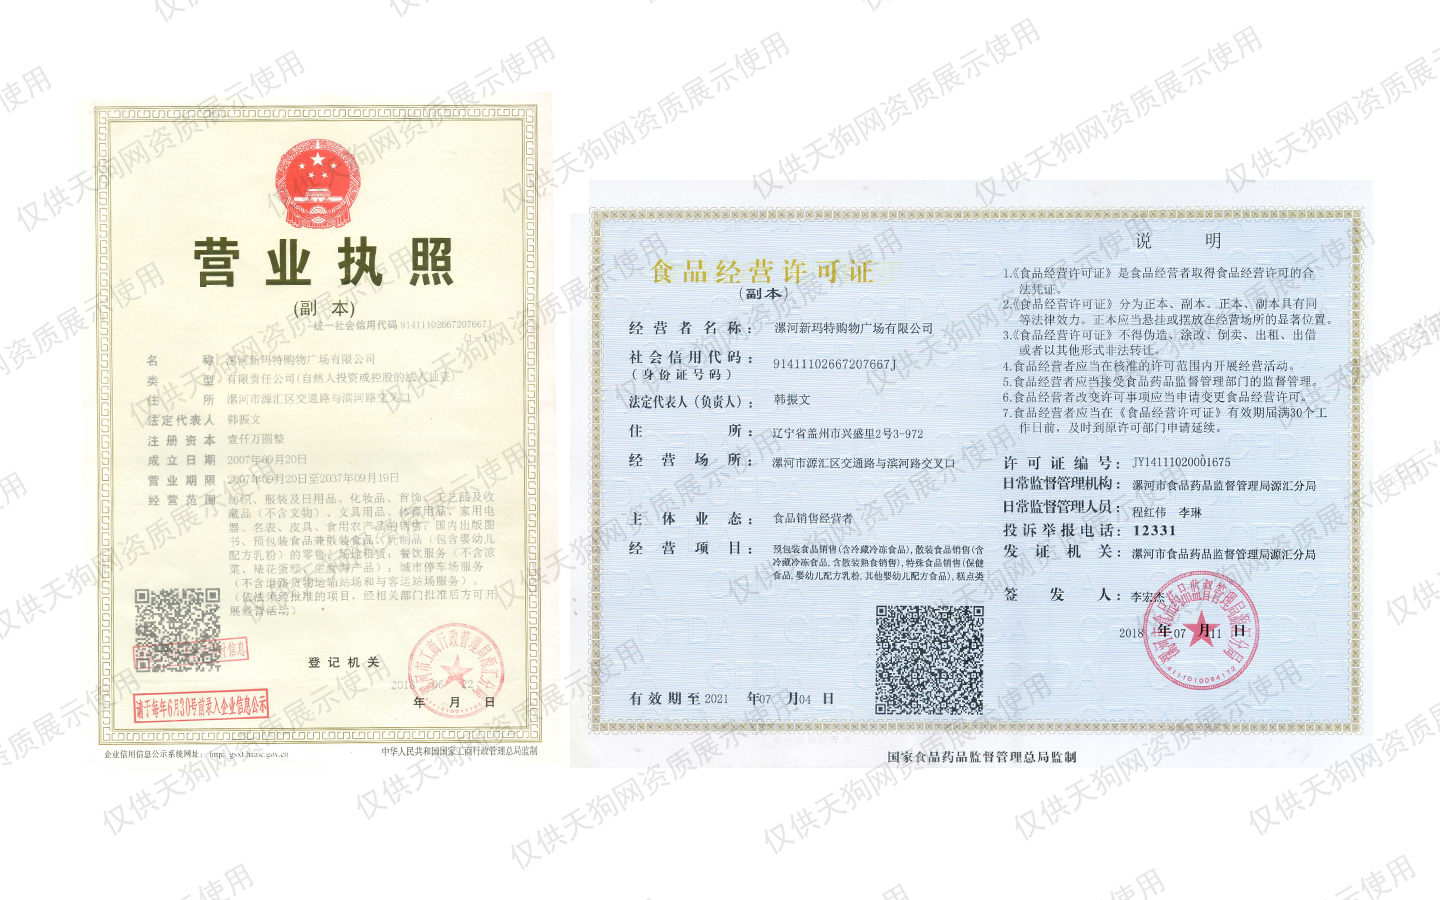 营业执照
(副 本)
统一社会信用代码 91411102667207667J
名 称 漯河新玛特购物广场有限公司
类 型 有限责任公司(自然人投资或控股的法人独资)
住 所 漯河市源汇区交通路与滨河路交叉口
法定代表人 韩振文
注册资本 壹仟万圆整
成立日期 2007年09月20日
营业期限 2007年09月20日至2037年09月19日
经营范围 纺织、服装及日用品、化妆品、首饰、工艺品及收
藏品（不含文物）、文具用品、体育用品、家用电
器、名表、皮具、食用农产品的销售，国内出版图
书、预包装食品兼散装食品、乳制品（包含婴幼儿
配方乳粉）的零售，场地租赁，餐饮服务（不含凉
菜、裱花蛋糕、生食海产品）；城市停车场服务
（不含道路货物运输站场和与客运站场服务）。
（依法须经批准的项目，经相关部门批准后方可开
展经营活动）
登记机关
2018 06 22
年 月 日
请于每年6月30号前录入企业信息公示
企业信用信息公示系统网址：
中华人民共和国国家工商行政管理总局监制
食品经营许可证
(副本)
经营者名称： 漯河新玛特购物广场有限公司
社会信用代码： 91411102667207667J
(身份证号码)
法定代表人（负责人）： 韩振文
住 所： 辽宁省盖州市兴盛里2号3-972
经营场所： 漯河市源汇区交通路与滨河路交叉口
主体业态： 食品销售经营者
经营项目： 预包装食品销售(含冷藏冷冻食品),散装食品销售(含
冷藏冷冻食品,含散装熟食销售),特殊食品销售(保健
食品,婴幼儿配方乳粉,其他婴幼儿配方食品),糕点类
有效期至 2021 年07 月04 日
说 明
1.《食品经营许可证》是食品经营者取得食品经营许可的合
法凭证。
2.《食品经营许可证》分为正本、副本。正本、副本具有同
等法律效力。正本应当悬挂或摆放在经营场所的显著位置。
3.《食品经营许可证》不得伪造、涂改、倒卖、出租、出借
或者以其他形式非法转让。
4.食品经营者应当在核准的许可范围内开展经营活动。
5.食品经营者应当接受食品药品监督管理部门的监督管理。
6.食品经营者改变许可事项应当申请变更食品经营许可。
7.食品经营者应当在《食品经营许可证》有效期届满30个工
作日前，及时到原许可部门申请延续。
许可证编号： JY14111020001675
日常监督管理机构： 漯河市食品药品监督管理局源汇分局
日常监督管理人员： 程红伟 李琳
投诉举报电话： 12331
发证机关： 漯河市食品药品监督管理局源汇分局
签发人： 李宏杰
2018 年07 月11 日
国家食品药品监督管理总局监制
仅供天狗网资质展示使用